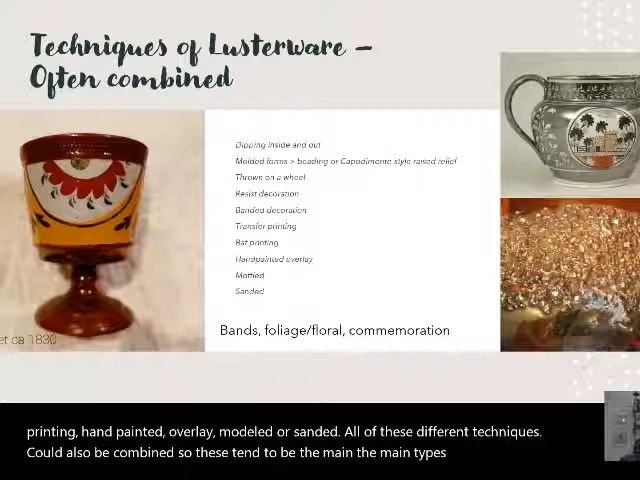 Techniques of Lusterware –
Often combined
Dipping inside and out
Molded forms > beading or Capodimonte style raised relief
Thrown on a wheel
Resist decoration
Banded decoration
Transfer printing
Bat printing
Handpainted overlay
Mottled
Sanded
Bands, foliage/floral, commemoration
et ca 1830
printing, hand painted, overlay, modeled or sanded. All of these different techniques.
Could also be combined so these tend to be the main the main types